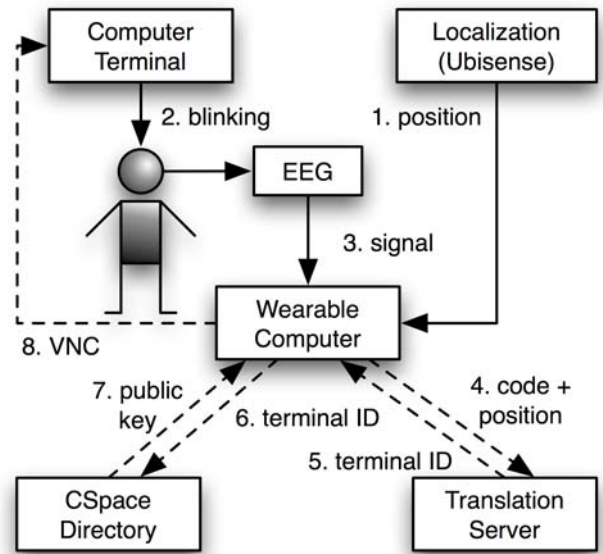 Computer
Terminal
Localization
(Ubisense)
2. blinking
1. position
EEG
3. signal
Wearable
Computer
8. VNC
7. public
key
4. code +
position
6. terminal ID
5. terminal ID
CSpace
Directory
Translation
Server